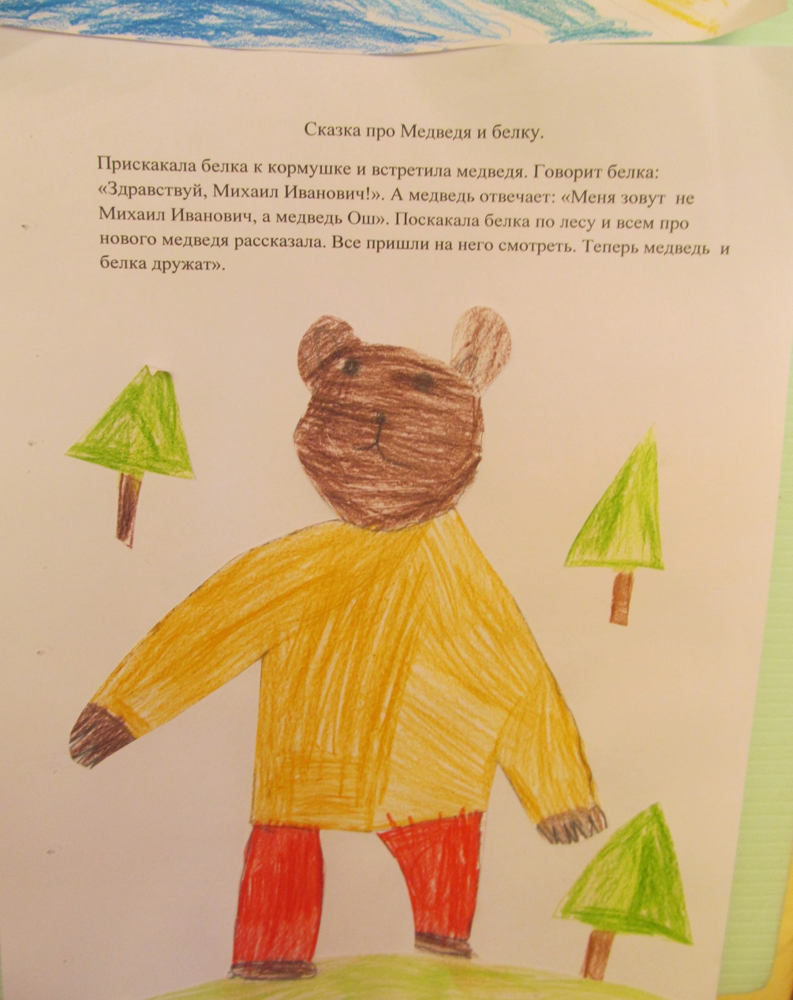 Сказка про Медведя и белку.
Прискакала белка к кормушке и встретила медведя. Говорит белка:
«Здравствуй, Михаил Иванович!». А медведь отвечает: «Меня зовут не
Михаил Иванович, а медведь Ош». Поскакала белка по лесу и всем про
нового медведя рассказала. Все пришли на него смотреть. Теперь медведь и
белка дружат».